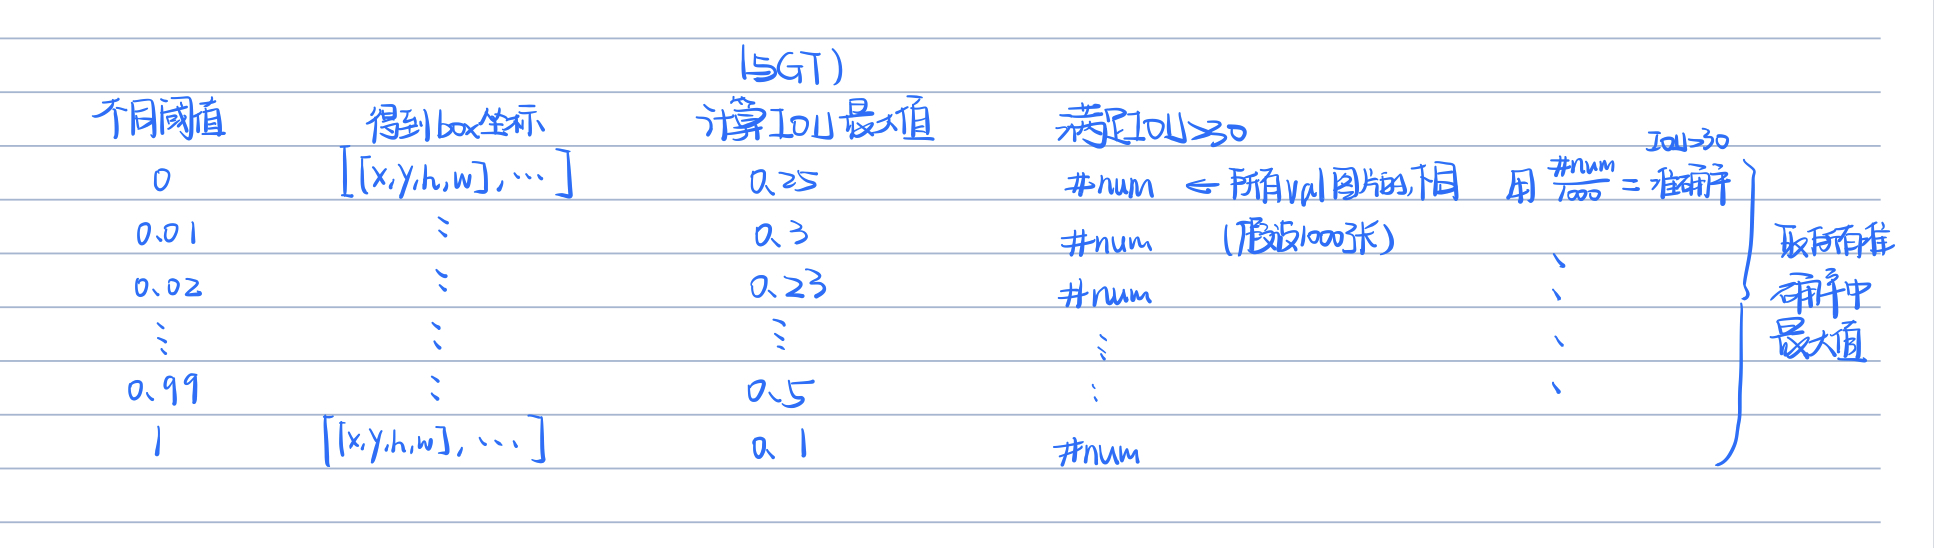 (与GT)
不同阈值 得到box坐标 计算IOU最大值 满足IOU>30
IOU>30
0 [[x,y,h,w],…] 0.25 #num ← 所有val图片的,下同 用 #num/1000 = 准确率
0.01 ⋮ 0.3 #num (假设1000张)
取所有准
0.02 ⋮ 0.23 #num
确率中
⋮ ⋮ ⋮ ⋮
最大值
0.99 ⋮ 0.5 ⋮
1 [[x,y,h,w],…] 0.1 #num